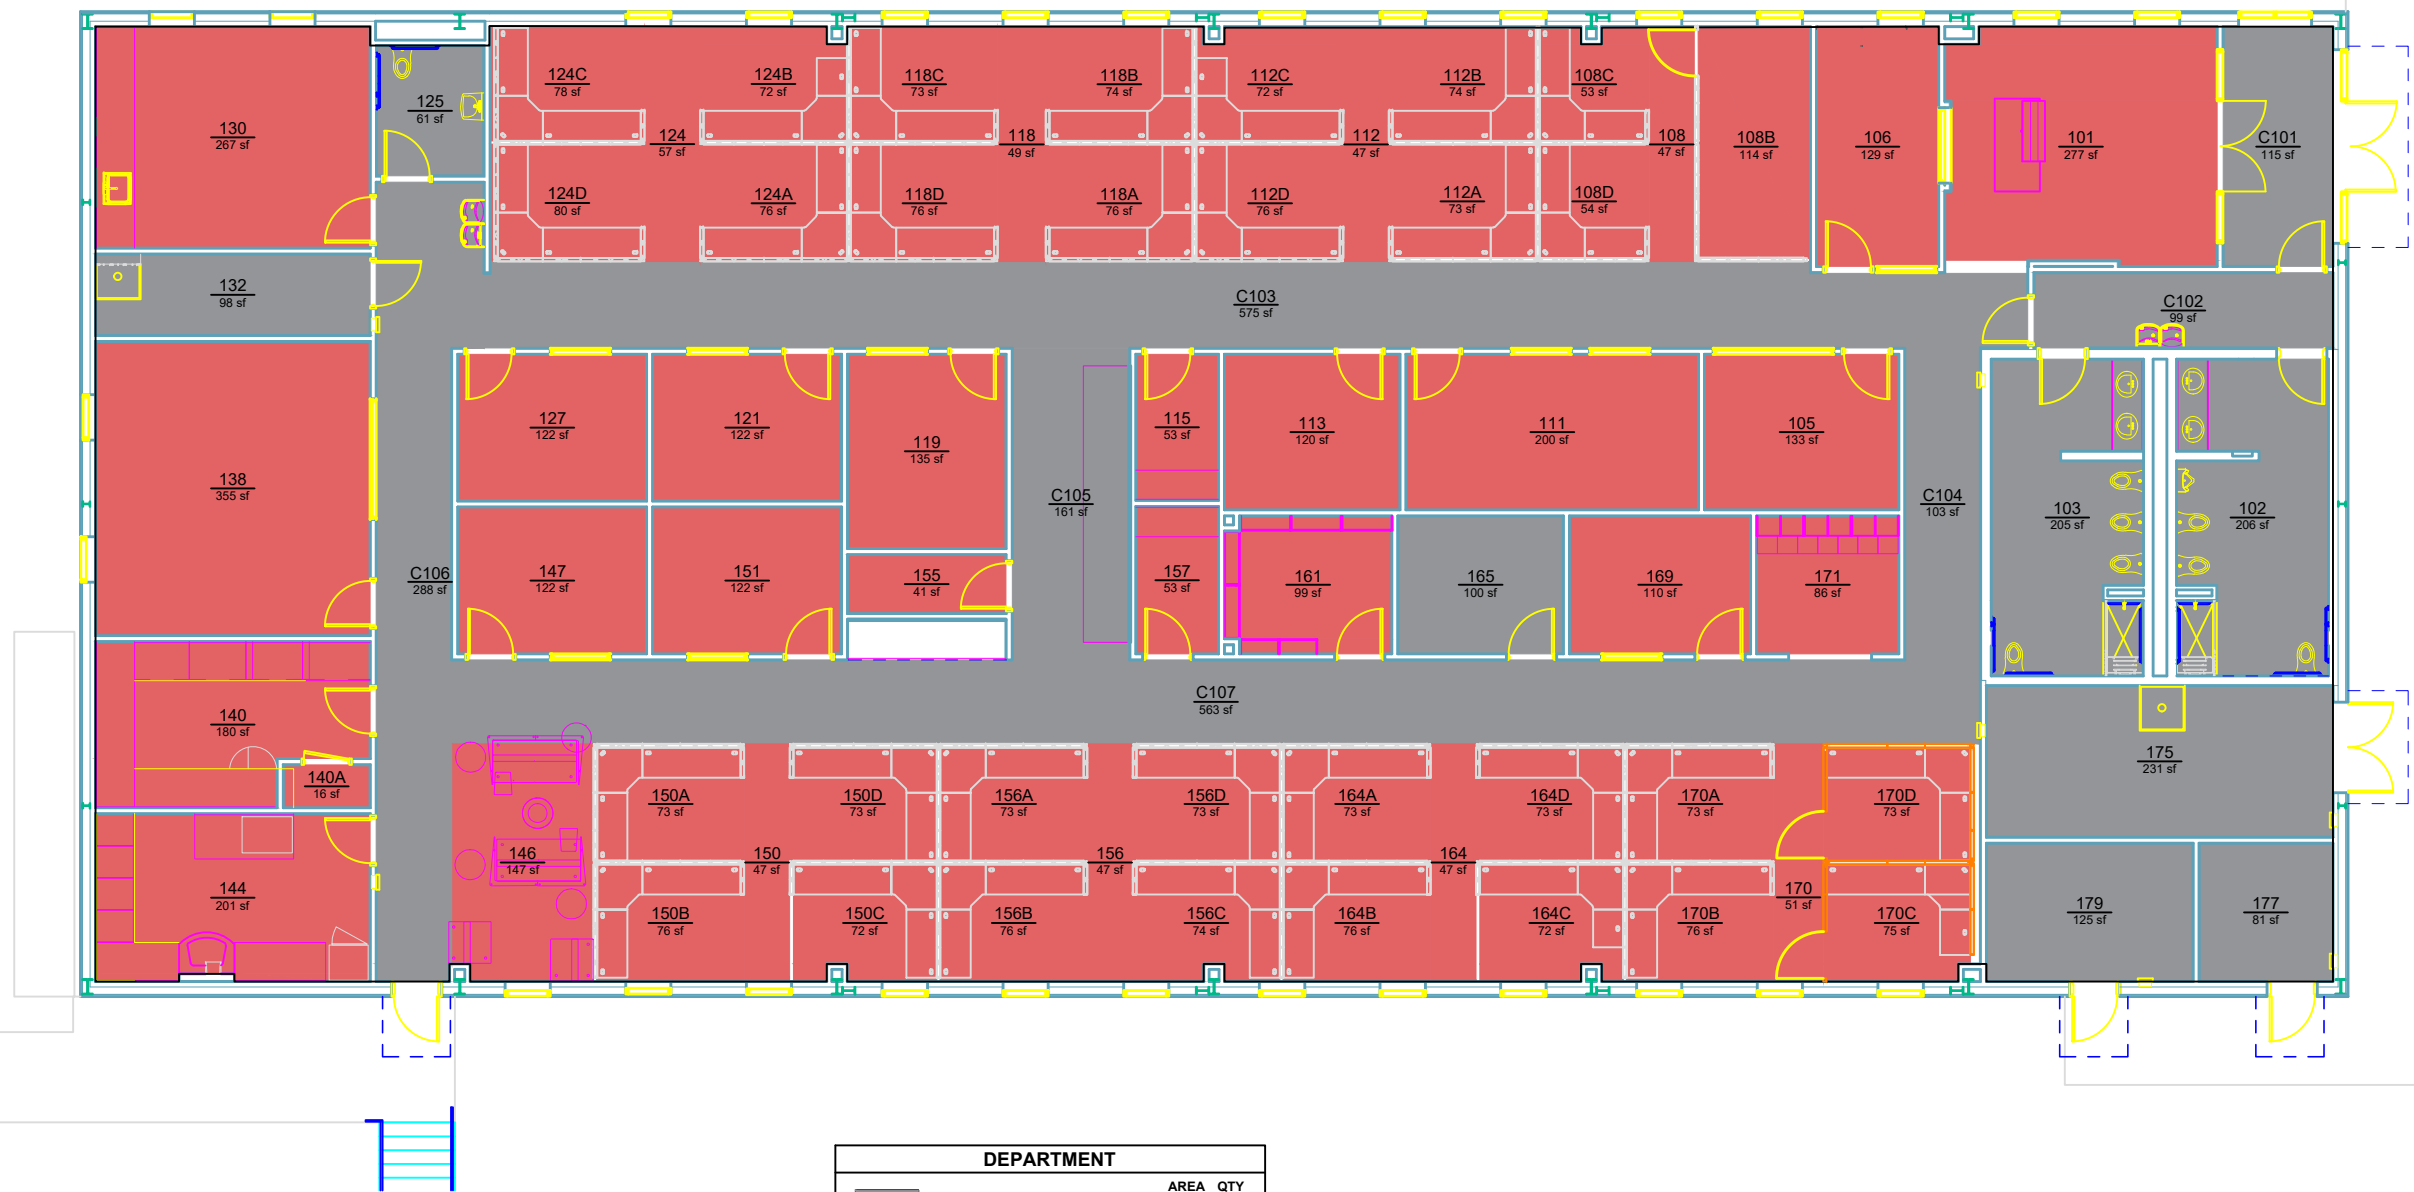 124C
78 sf
124B
72 sf
118C
73 sf
118B
74 sf
112C
72 sf
112B
74 sf
108C
53 sf
125
61 sf
130
267 sf
124
57 sf
118
49 sf
112
47 sf
108
47 sf
108B
114 sf
106
129 sf
101
277 sf
C101
115 sf
124D
80 sf
124A
76 sf
118D
76 sf
118A
76 sf
112D
76 sf
112A
73 sf
108D
54 sf
132
98 sf
C103
575 sf
C102
99 sf
127
122 sf
121
122 sf
119
135 sf
115
53 sf
113
120 sf
111
200 sf
105
133 sf
138
355 sf
C105
161 sf
C104
103 sf
103
205 sf
102
206 sf
C106
288 sf
147
122 sf
151
122 sf
155
41 sf
157
53 sf
161
99 sf
165
100 sf
169
110 sf
171
86 sf
C107
563 sf
140
180 sf
140A
16 sf
175
231 sf
150A
73 sf
150D
73 sf
156A
73 sf
156D
73 sf
164A
73 sf
164D
73 sf
170A
73 sf
170D
73 sf
146
147 sf
150
47 sf
156
47 sf
164
47 sf
170
51 sf
144
201 sf
150B
76 sf
150C
72 sf
156B
76 sf
156C
74 sf
164B
76 sf
164C
72 sf
170B
76 sf
170C
75 sf
179
125 sf
177
81 sf
DEPARTMENT
AREA QTY